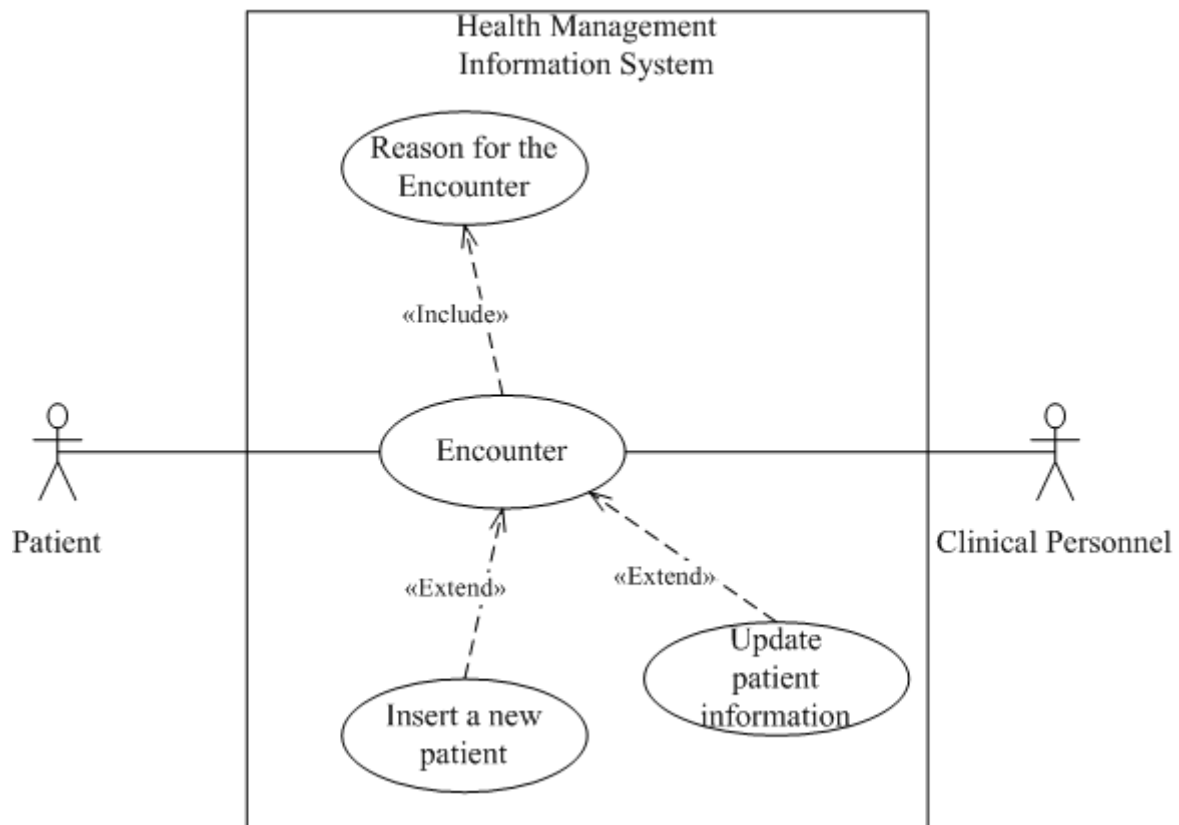 Health Management
Information System
Reason for the
Encounter
«Include»
Encounter
Patient
Clinical Personnel
«Extend»
«Extend»
Update
patient
information
Insert a new
patient